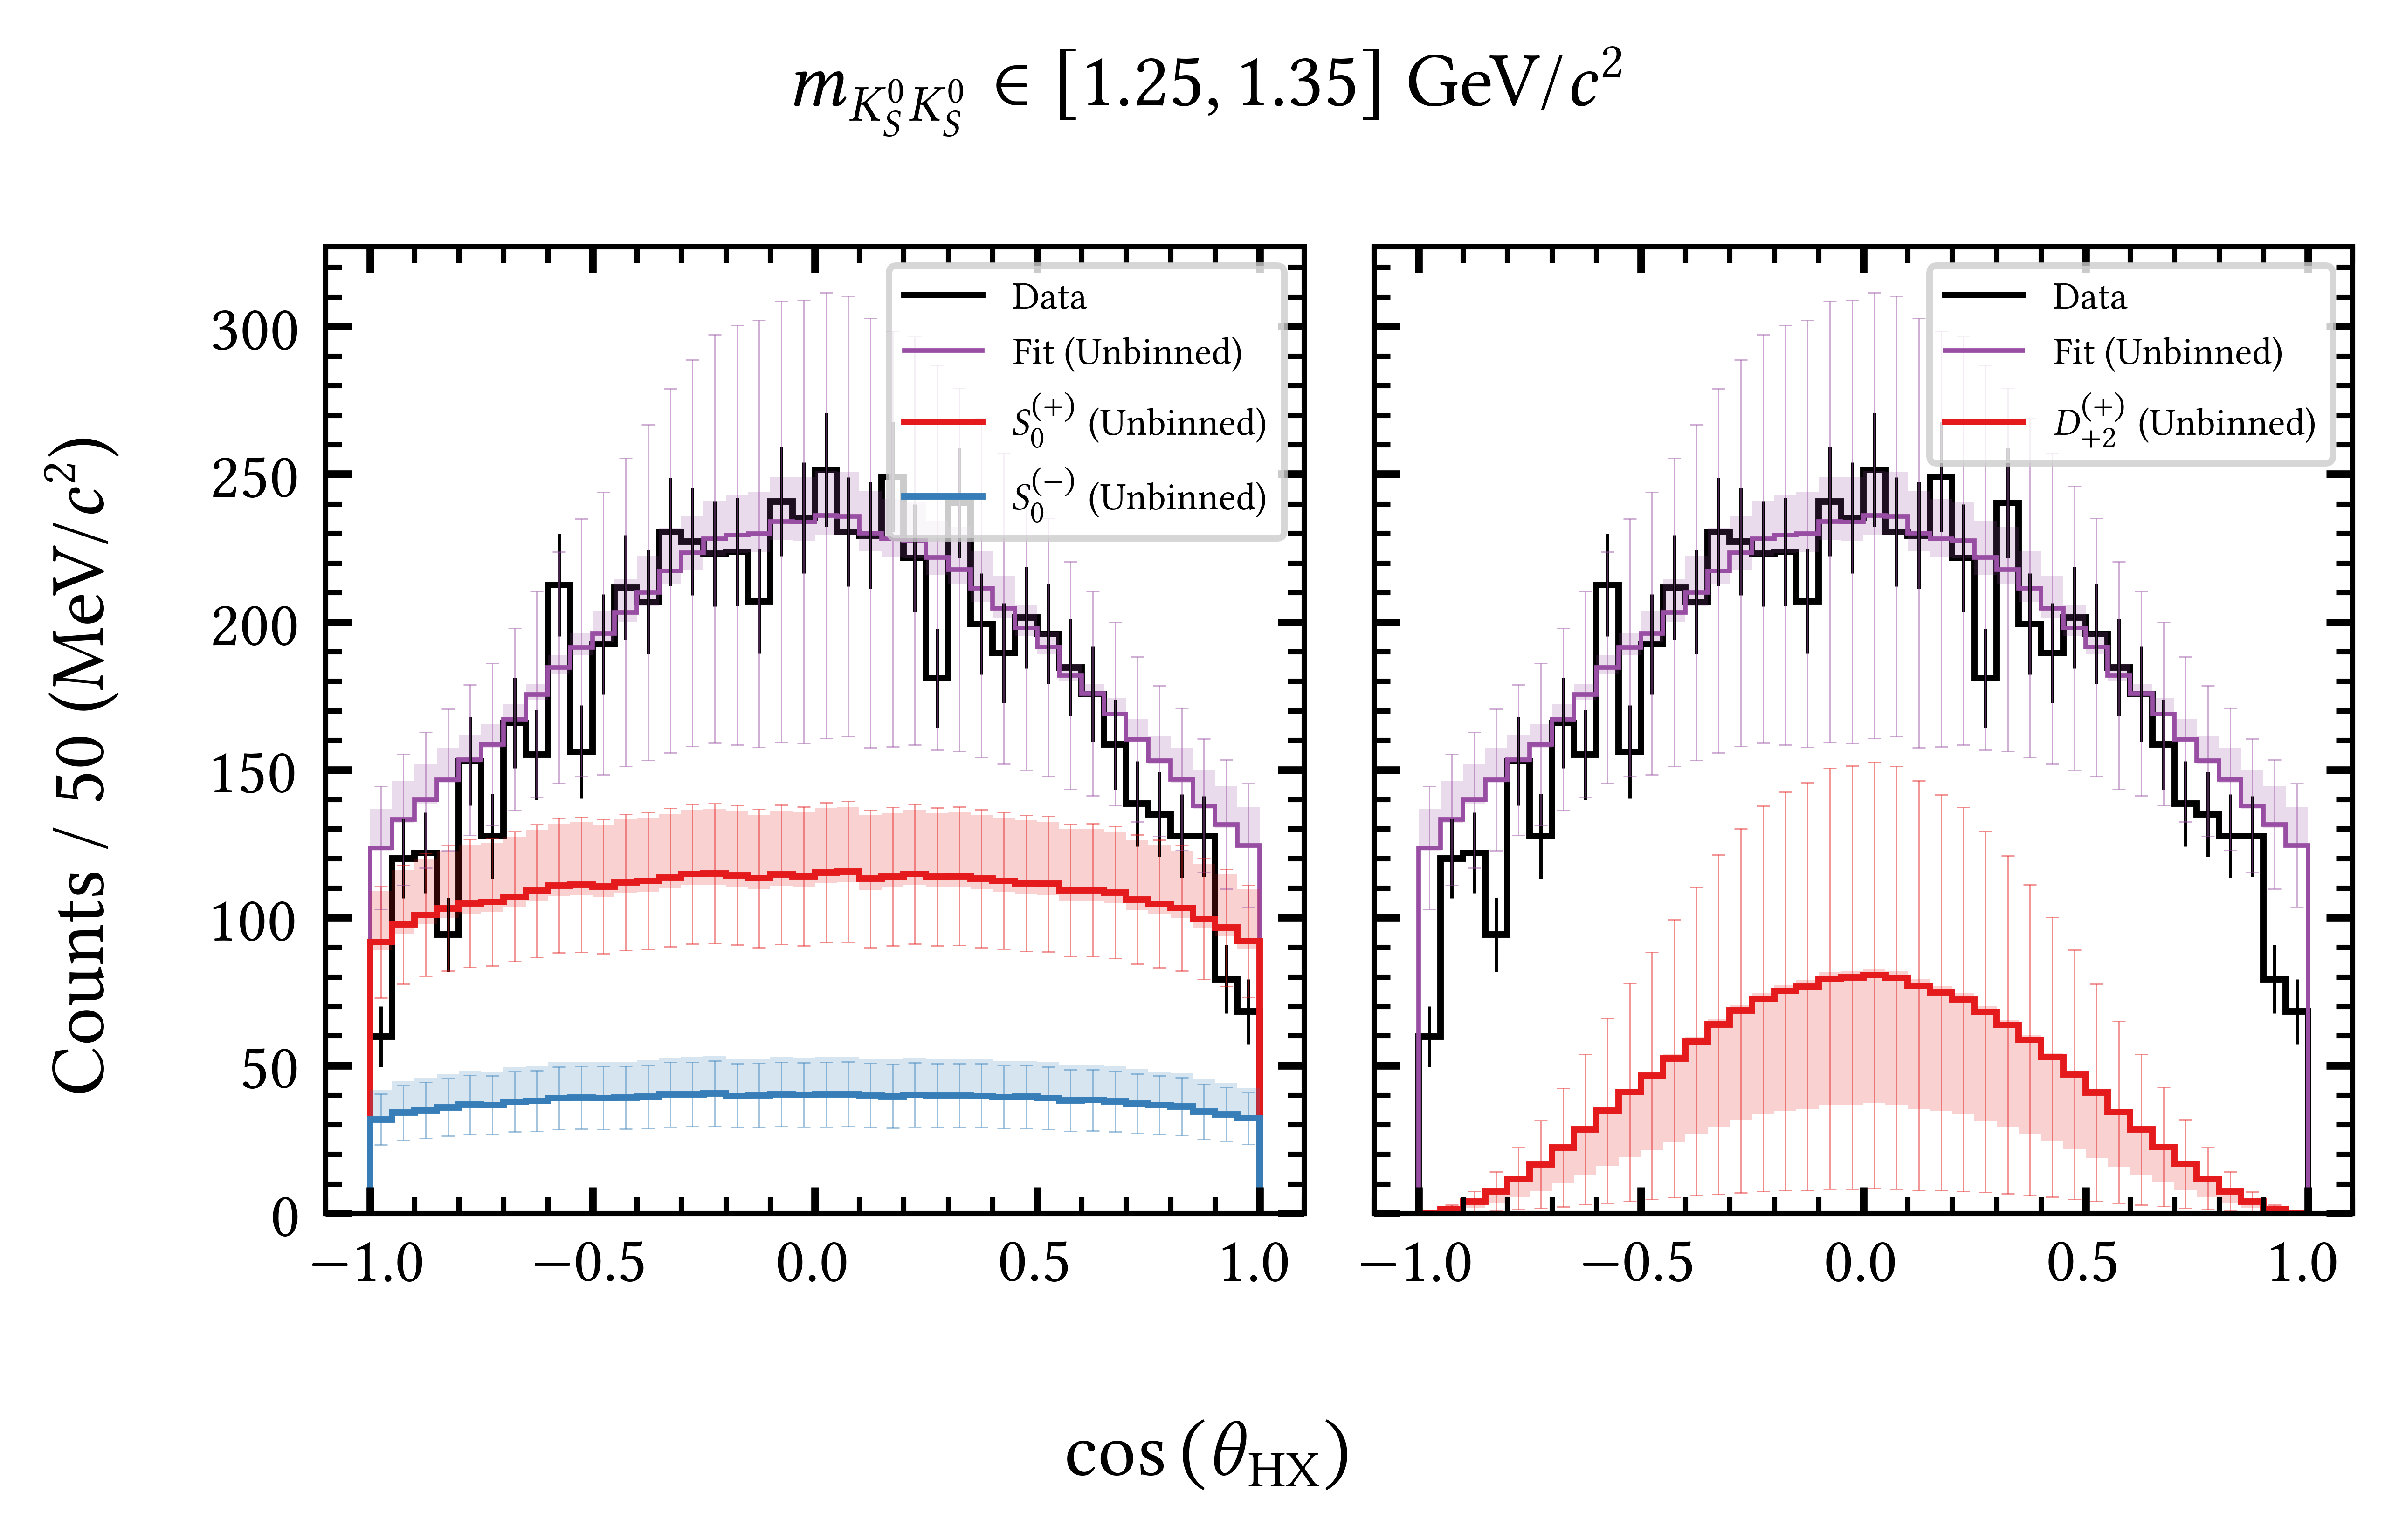 m_{K_S^0 K_S^0} ∈ [1.25, 1.35] GeV/c^2
Counts / 50 (MeV/c^2)
300
250
200
150
100
50
0
Data
Fit (Unbinned)
S_0^{(+)} (Unbinned)
S_0^{(−)} (Unbinned)
−1.0 −0.5 0.0 0.5 1.0
Data
Fit (Unbinned)
D_{+2}^{(+)} (Unbinned)
−1.0 −0.5 0.0 0.5 1.0
cos (θ_{HX})